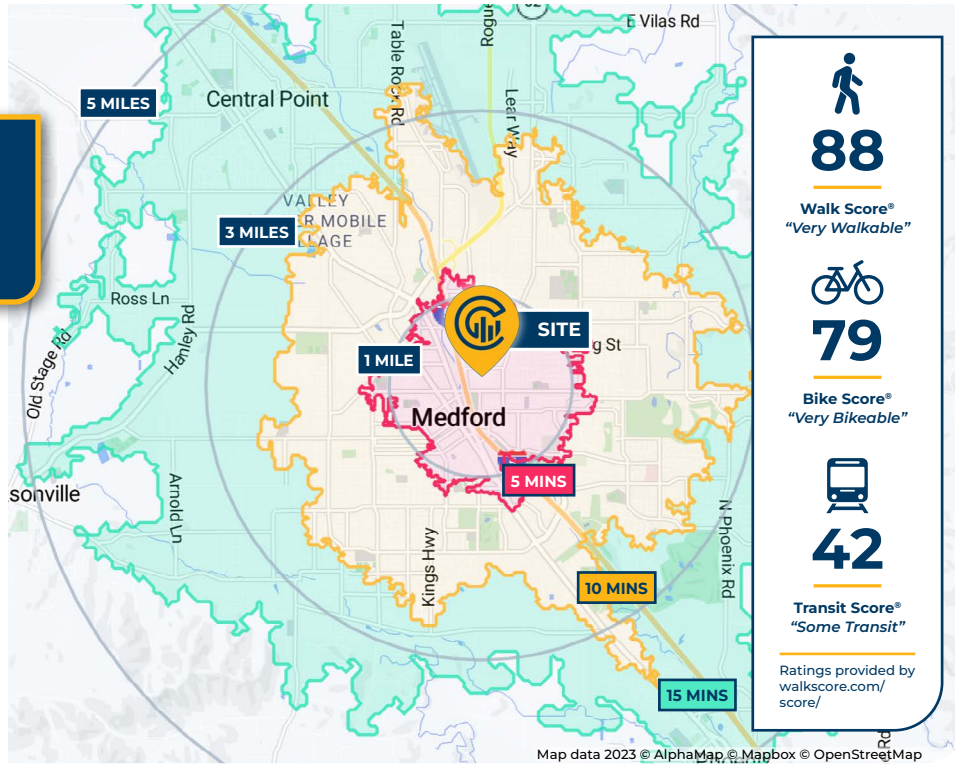 E Vilas Rd
Table Rock Rd
Lear Way
5 MILES
Central Point
VALLEY
MOBILE
3 MILES
Ross Ln
Hanley Rd
Old Stage Rd
SITE
1 MILE
g St
Medford
5 MINS
sonville
Arnold Ln
Kings Hwy
N Phoenix Rd
10 MINS
15 MINS
88
Walk Score®
“Very Walkable”
79
Bike Score®
“Very Bikeable”
42
Transit Score®
“Some Transit”
Ratings provided by
walkscore.com/
score/
Map data 2023 © AlphaMap © Mapbox © OpenStreetMap